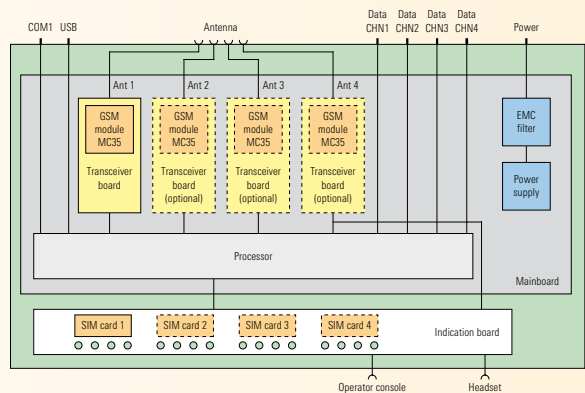 COM1 USB Antenna Data CHN1 Data CHN2 Data CHN3 Data CHN4 Power
Ant 1 Ant 2 Ant 3 Ant 4
GSM module MC35
GSM module MC35
GSM module MC35
GSM module MC35
EMC filter
Transceiver board
Transceiver board (optional)
Transceiver board (optional)
Transceiver board (optional)
Power supply
Processor
Mainboard
SIM card 1 SIM card 2 SIM card 3 SIM card 4
Indication board
Operator console Headset